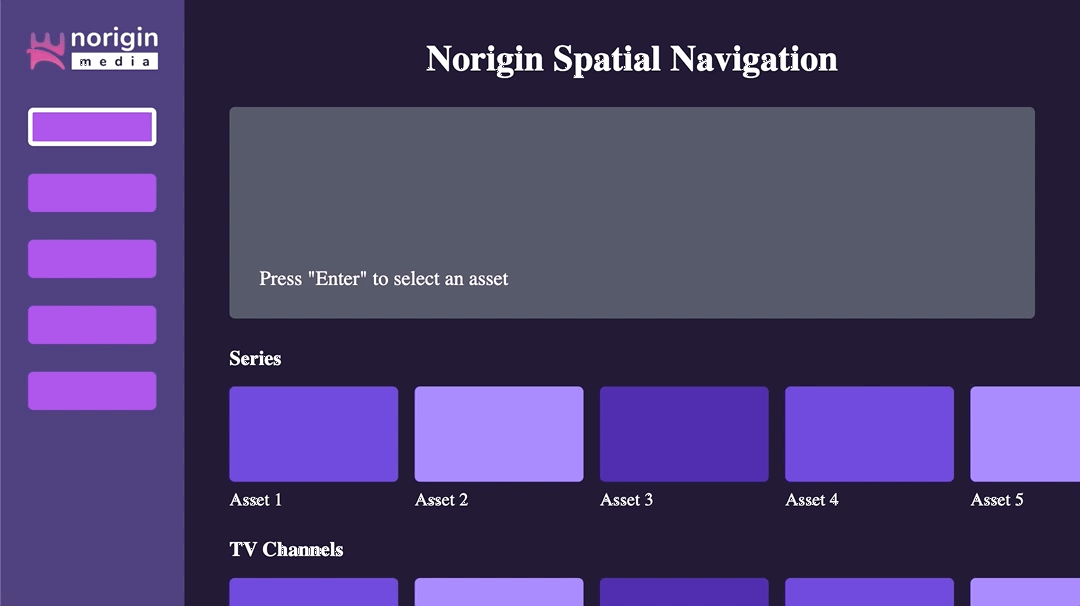 norigin
media
Norigin Spatial Navigation
Press "Enter" to select an asset
Series
Asset 1
Asset 2
Asset 3
Asset 4
Asset 5
TV Channels